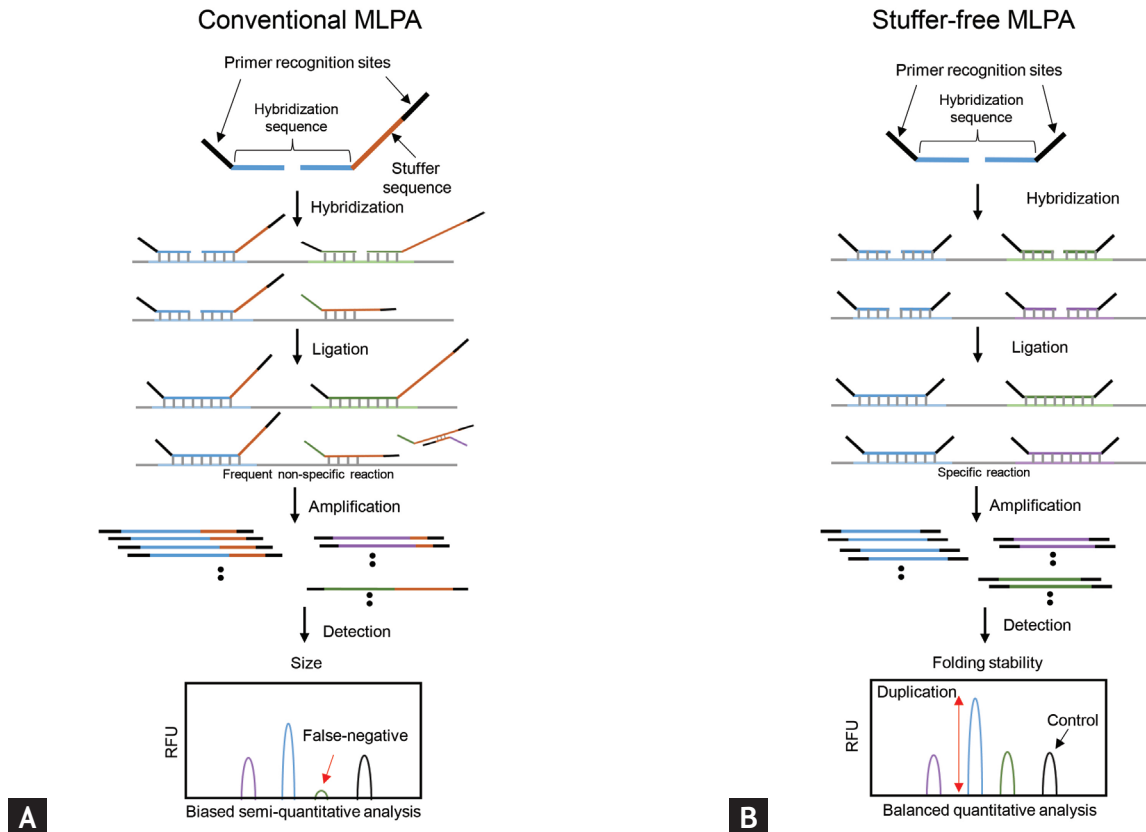 Conventional MLPA
Primer recognition sites
Hybridization
sequence
Stuffer
sequence
Hybridization
Ligation
Frequent non-specific reaction
Amplification
Detection
Size
RFU
False-negative
Biased semi-quantitative analysis
A
Stuffer-free MLPA
Primer recognition sites
Hybridization
sequence
Hybridization
Ligation
Specific reaction
Amplification
Detection
Folding stability
Duplication
Control
RFU
Balanced quantitative analysis
B